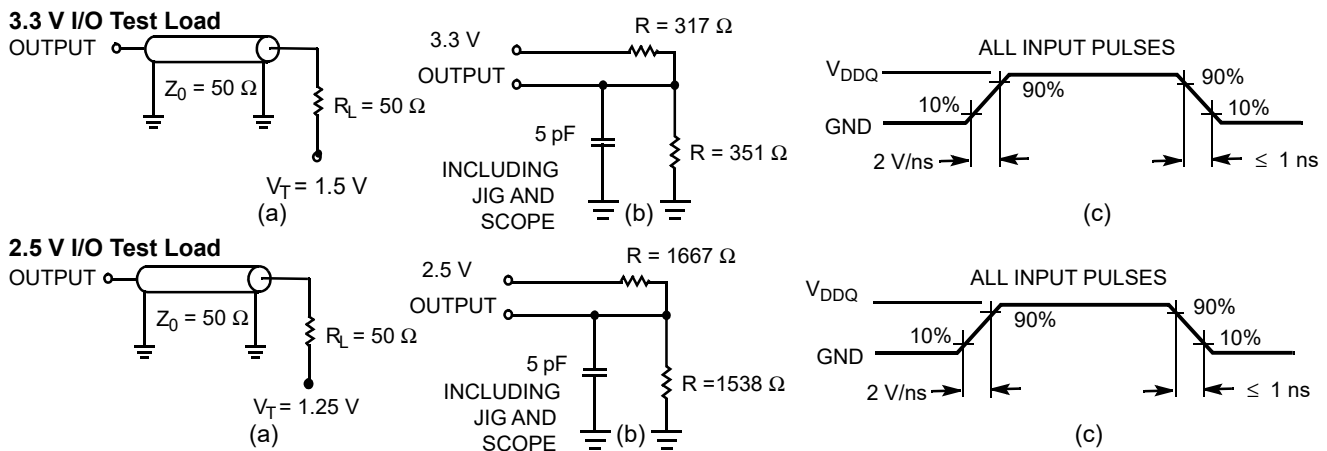 3.3 V I/O Test Load
OUTPUT
Z0 = 50 Ω
RL = 50 Ω
VT = 1.5 V
(a)
3.3 V
OUTPUT
R = 317 Ω
5 pF
INCLUDING
JIG AND
SCOPE
R = 351 Ω
(b)
ALL INPUT PULSES
VDDQ
GND
10%
90%
90%
10%
2 V/ns
≤ 1 ns
(c)
2.5 V I/O Test Load
OUTPUT
Z0 = 50 Ω
RL = 50 Ω
VT = 1.25 V
(a)
2.5 V
OUTPUT
R = 1667 Ω
5 pF
INCLUDING
JIG AND
SCOPE
R =1538 Ω
(b)
ALL INPUT PULSES
VDDQ
GND
10%
90%
90%
10%
2 V/ns
≤ 1 ns
(c)